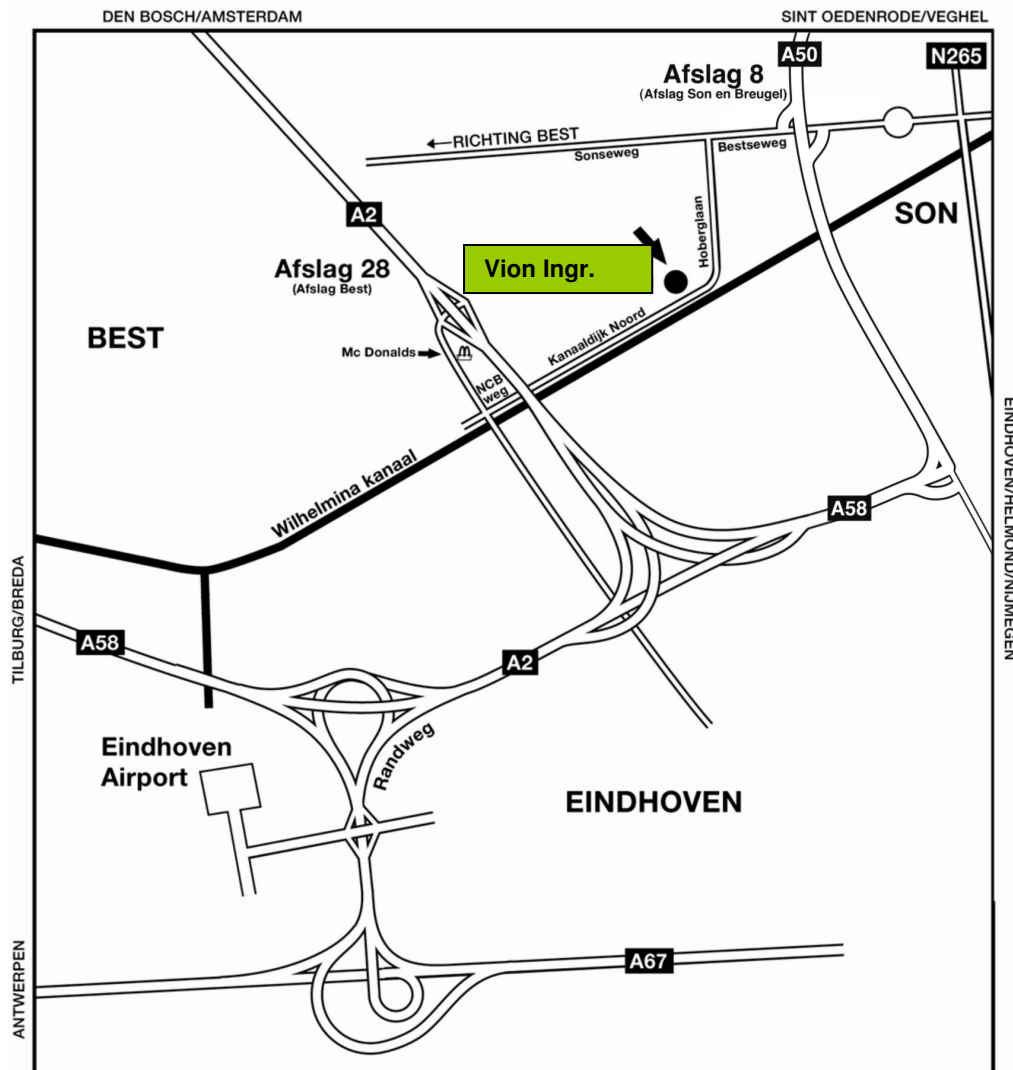 DEN BOSCH/AMSTERDAM
SINT OEDENRODE/VEGHEL
A50
N265
Afslag 8
(Afslag Son en Breugel)
RICHTING BEST
Sonseweg
Bestseweg
SON
A2
Hoberglaan
Vion Ingr.
Afslag 28
(Afslag Best)
BEST
Mc Donalds
m
Kanaaldijk Noord
NCB
weg
Wilhelmina kanaal
A58
EINDHOVEN/HELMOND/NIJMEGEN
TILBURG/BREDA
A58
A2
Randweg
Eindhoven
Airport
EINDHOVEN
ANTWERPEN
A67